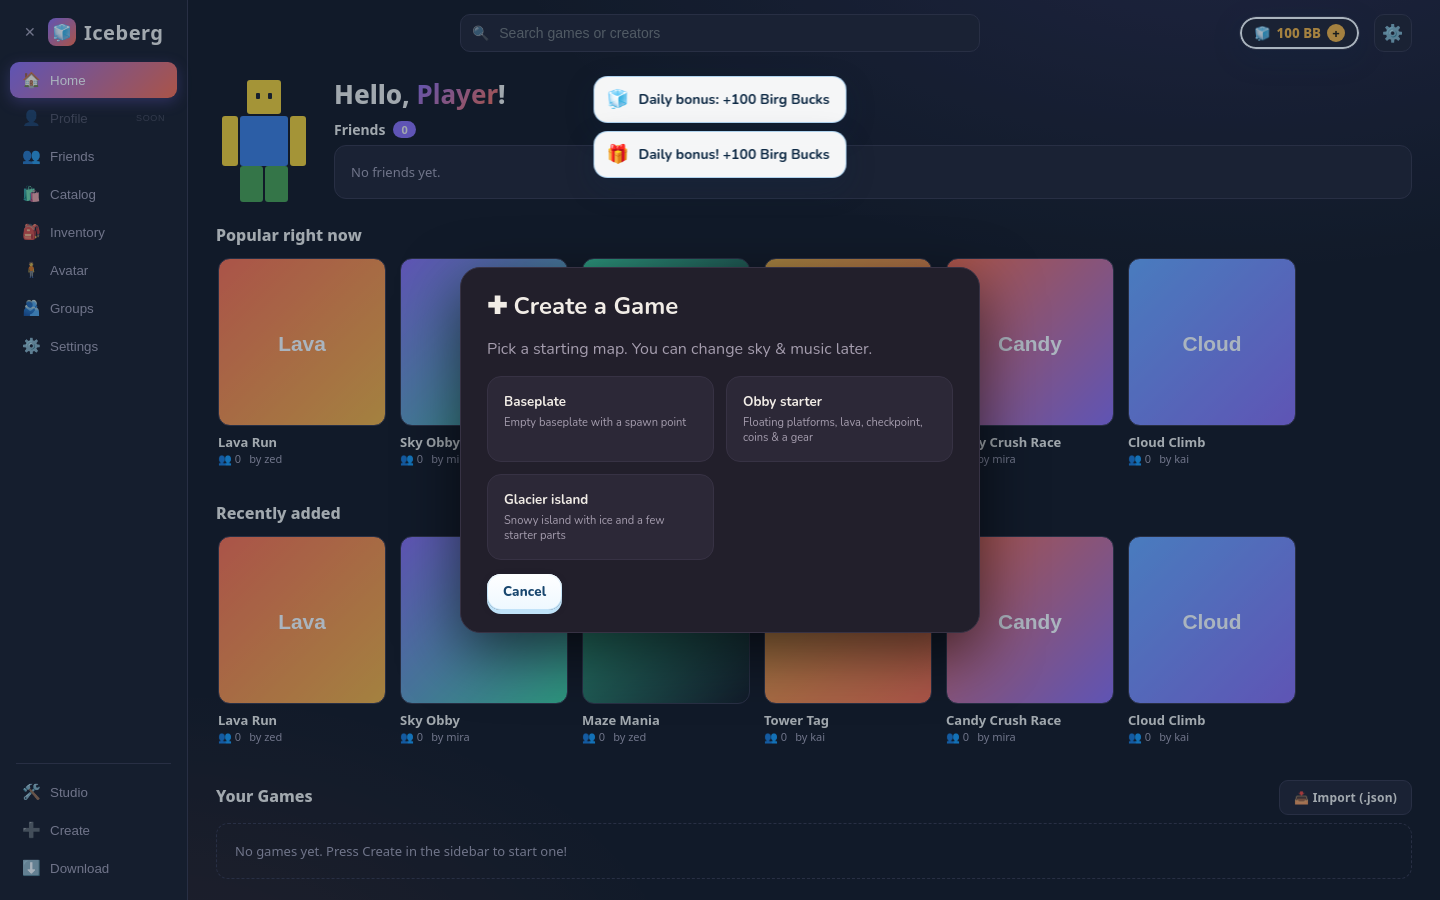 Iceberg
Search games or creators
100 BB +
Home
Profile SOON
Friends
Catalog
Inventory
Avatar
Groups
Settings
Studio
Create
Download
Hello, Player!
Friends 0
No friends yet.
Daily bonus: +100 Birg Bucks
Daily bonus! +100 Birg Bucks
Popular right now
Lava
Candy
Cloud
Lava Run
0 by zed
Sky Obby
0 by mi
y Crush Race
by mira
Cloud Climb
0 by kai
Create a Game
Pick a starting map. You can change sky & music later.
Baseplate
Empty baseplate with a spawn point
Obby starter
Floating platforms, lava, checkpoint,
coins & a gear
Glacier island
Snowy island with ice and a few
starter parts
Cancel
Recently added
Lava
Candy
Cloud
Lava Run
0 by zed
Sky Obby
0 by mira
Maze Mania
0 by zed
Tower Tag
0 by kai
Candy Crush Race
0 by mira
Cloud Climb
0 by kai
Your Games
Import (.json)
No games yet. Press Create in the sidebar to start one!